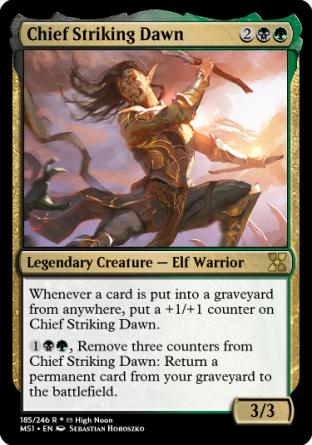 Chief Striking Dawn 2
Legendary Creature — Elf Warrior
Whenever a card is put into a graveyard
from anywhere, put a +1/+1 counter on
Chief Striking Dawn.
1, Remove three counters from
Chief Striking Dawn: Return a
permanent card from your graveyard to
the battlefield.
185/246 R * High Noon
MS1 • EN Sebastian Horoszko
3/3